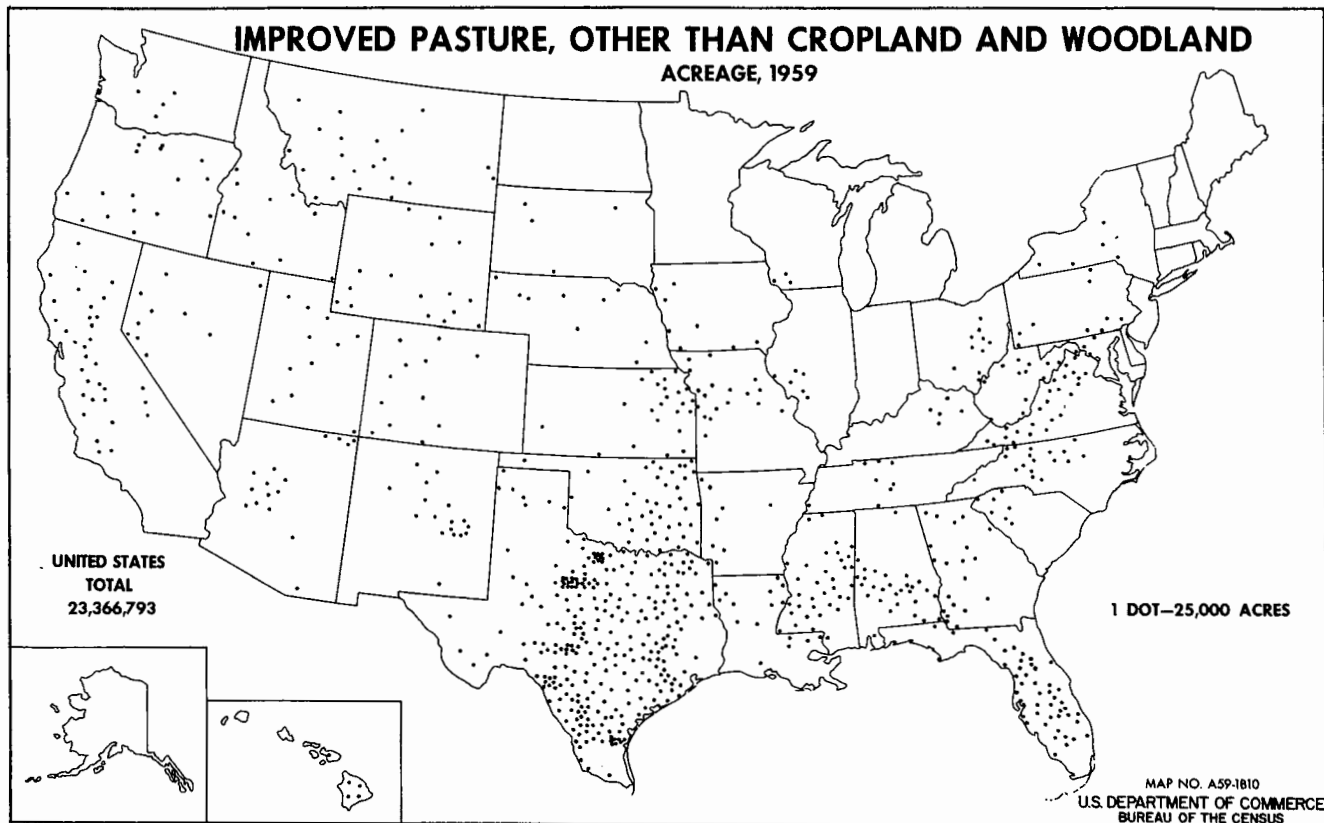 IMPROVED PASTURE, OTHER THAN CROPLAND AND WOODLAND
ACREAGE, 1959
UNITED STATES
TOTAL
23,366,793
1 DOT—25,000 ACRES
MAP NO. A59-1810
U.S. DEPARTMENT OF COMMERCE
BUREAU OF THE CENSUS